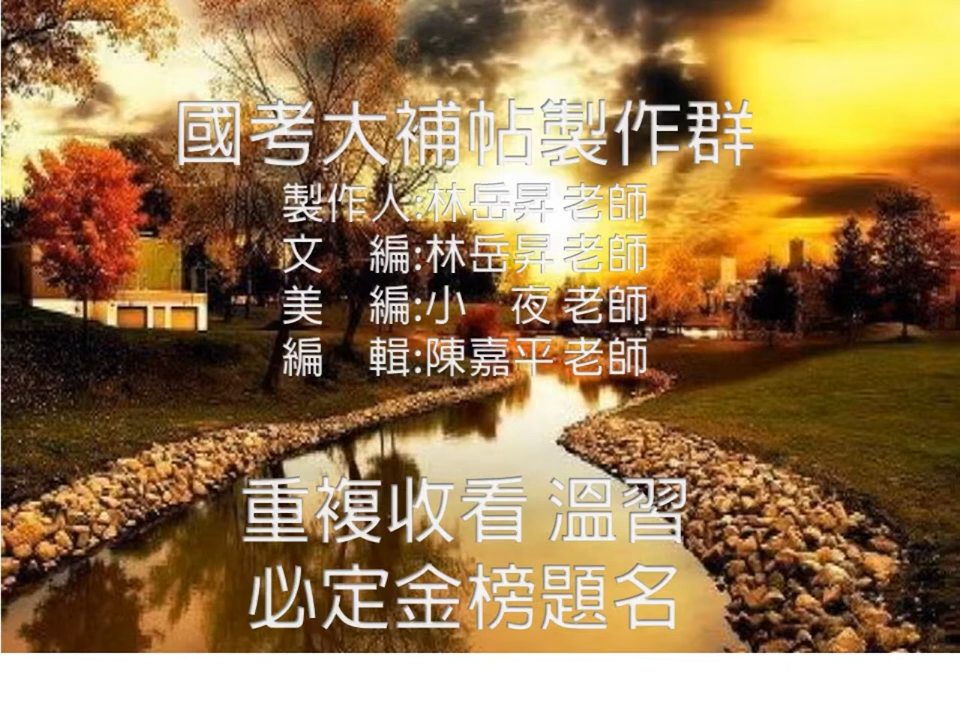 國考大補帖製作群
製作人:林岳昇 老師
文　編:林岳昇 老師
美　編:小　夜 老師
編　輯:陳嘉平 老師
重複收看 溫習
必定金榜題名